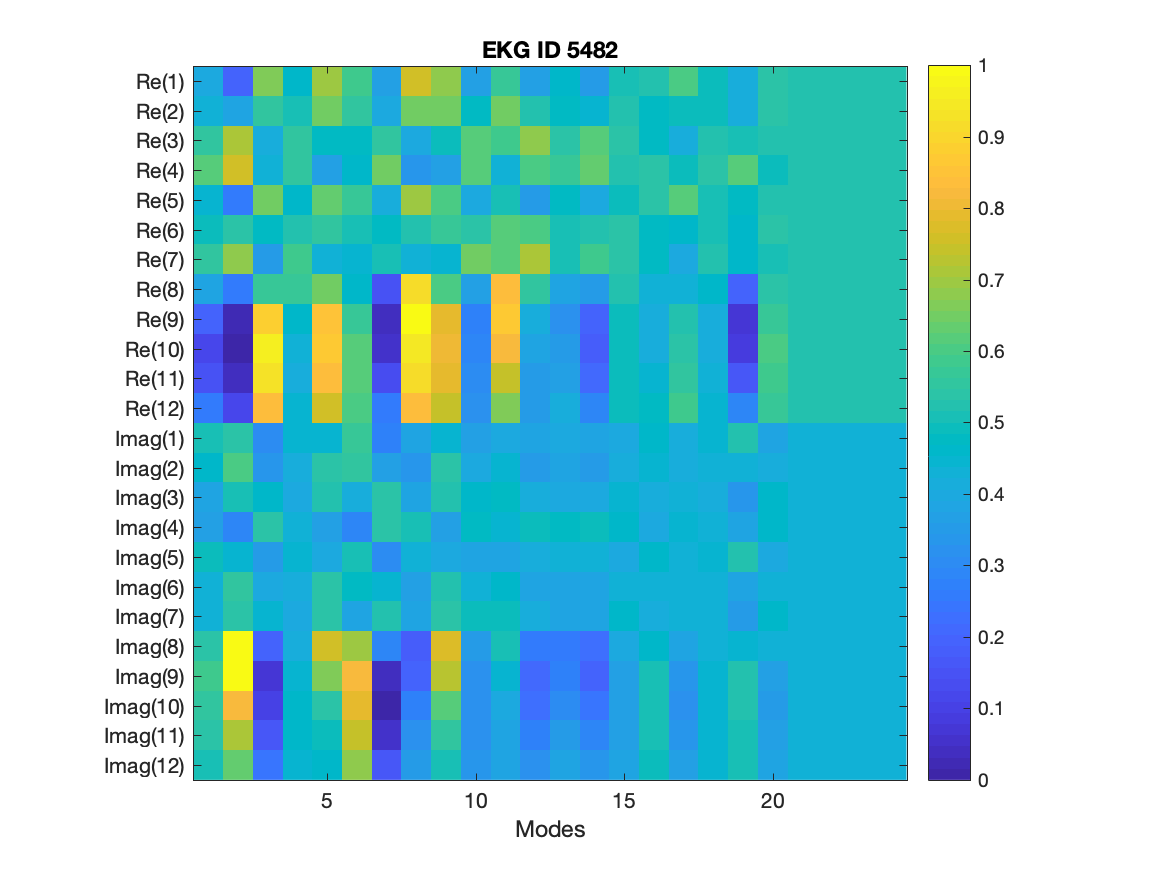 EKG ID 5482
Re(1)
Re(2)
Re(3)
Re(4)
Re(5)
Re(6)
Re(7)
Re(8)
Re(9)
Re(10)
Re(11)
Re(12)
Imag(1)
Imag(2)
Imag(3)
Imag(4)
Imag(5)
Imag(6)
Imag(7)
Imag(8)
Imag(9)
Imag(10)
Imag(11)
Imag(12)
5 10 15 20
Modes
1
0.9
0.8
0.7
0.6
0.5
0.4
0.3
0.2
0.1
0